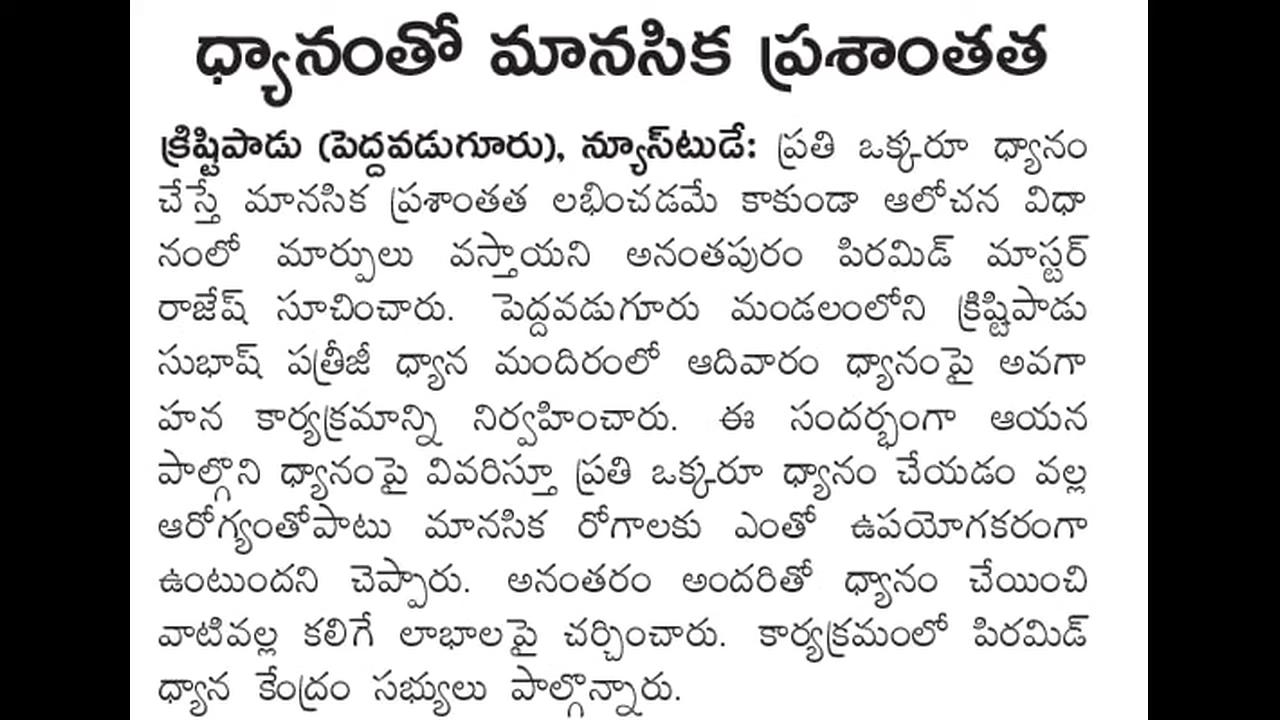 ధ్యానంతో మానసిక ప్రశాంతత
క్రిష్టిపాడు (పెద్దవడుగూరు), న్యూస్‌టుడే: ప్రతి ఒక్కరూ ధ్యానం
చేస్తే మానసిక ప్రశాంతత లభించడమే కాకుండా ఆలోచన విధా
నంలో మార్పులు వస్తాయని అనంతపురం పిరమిడ్ మాస్టర్
రాజేష్ సూచించారు. పెద్దవడుగూరు మండలంలోని క్రిష్టిపాడు
సుభాష్ పత్రీజీ ధ్యాన మందిరంలో ఆదివారం ధ్యానంపై అవగా
హన కార్యక్రమాన్ని నిర్వహించారు. ఈ సందర్భంగా ఆయన
పాల్గొని ధ్యానంపై వివరిస్తూ ప్రతి ఒక్కరూ ధ్యానం చేయడం వల్ల
ఆరోగ్యంతోపాటు మానసిక రోగాలకు ఎంతో ఉపయోగకరంగా
ఉంటుందని చెప్పారు. అనంతరం అందరితో ధ్యానం చేయించి
వాటివల్ల కలిగే లాభాలపై చర్చించారు. కార్యక్రమంలో పిరమిడ్
ధ్యాన కేంద్రం సభ్యులు పాల్గొన్నారు.